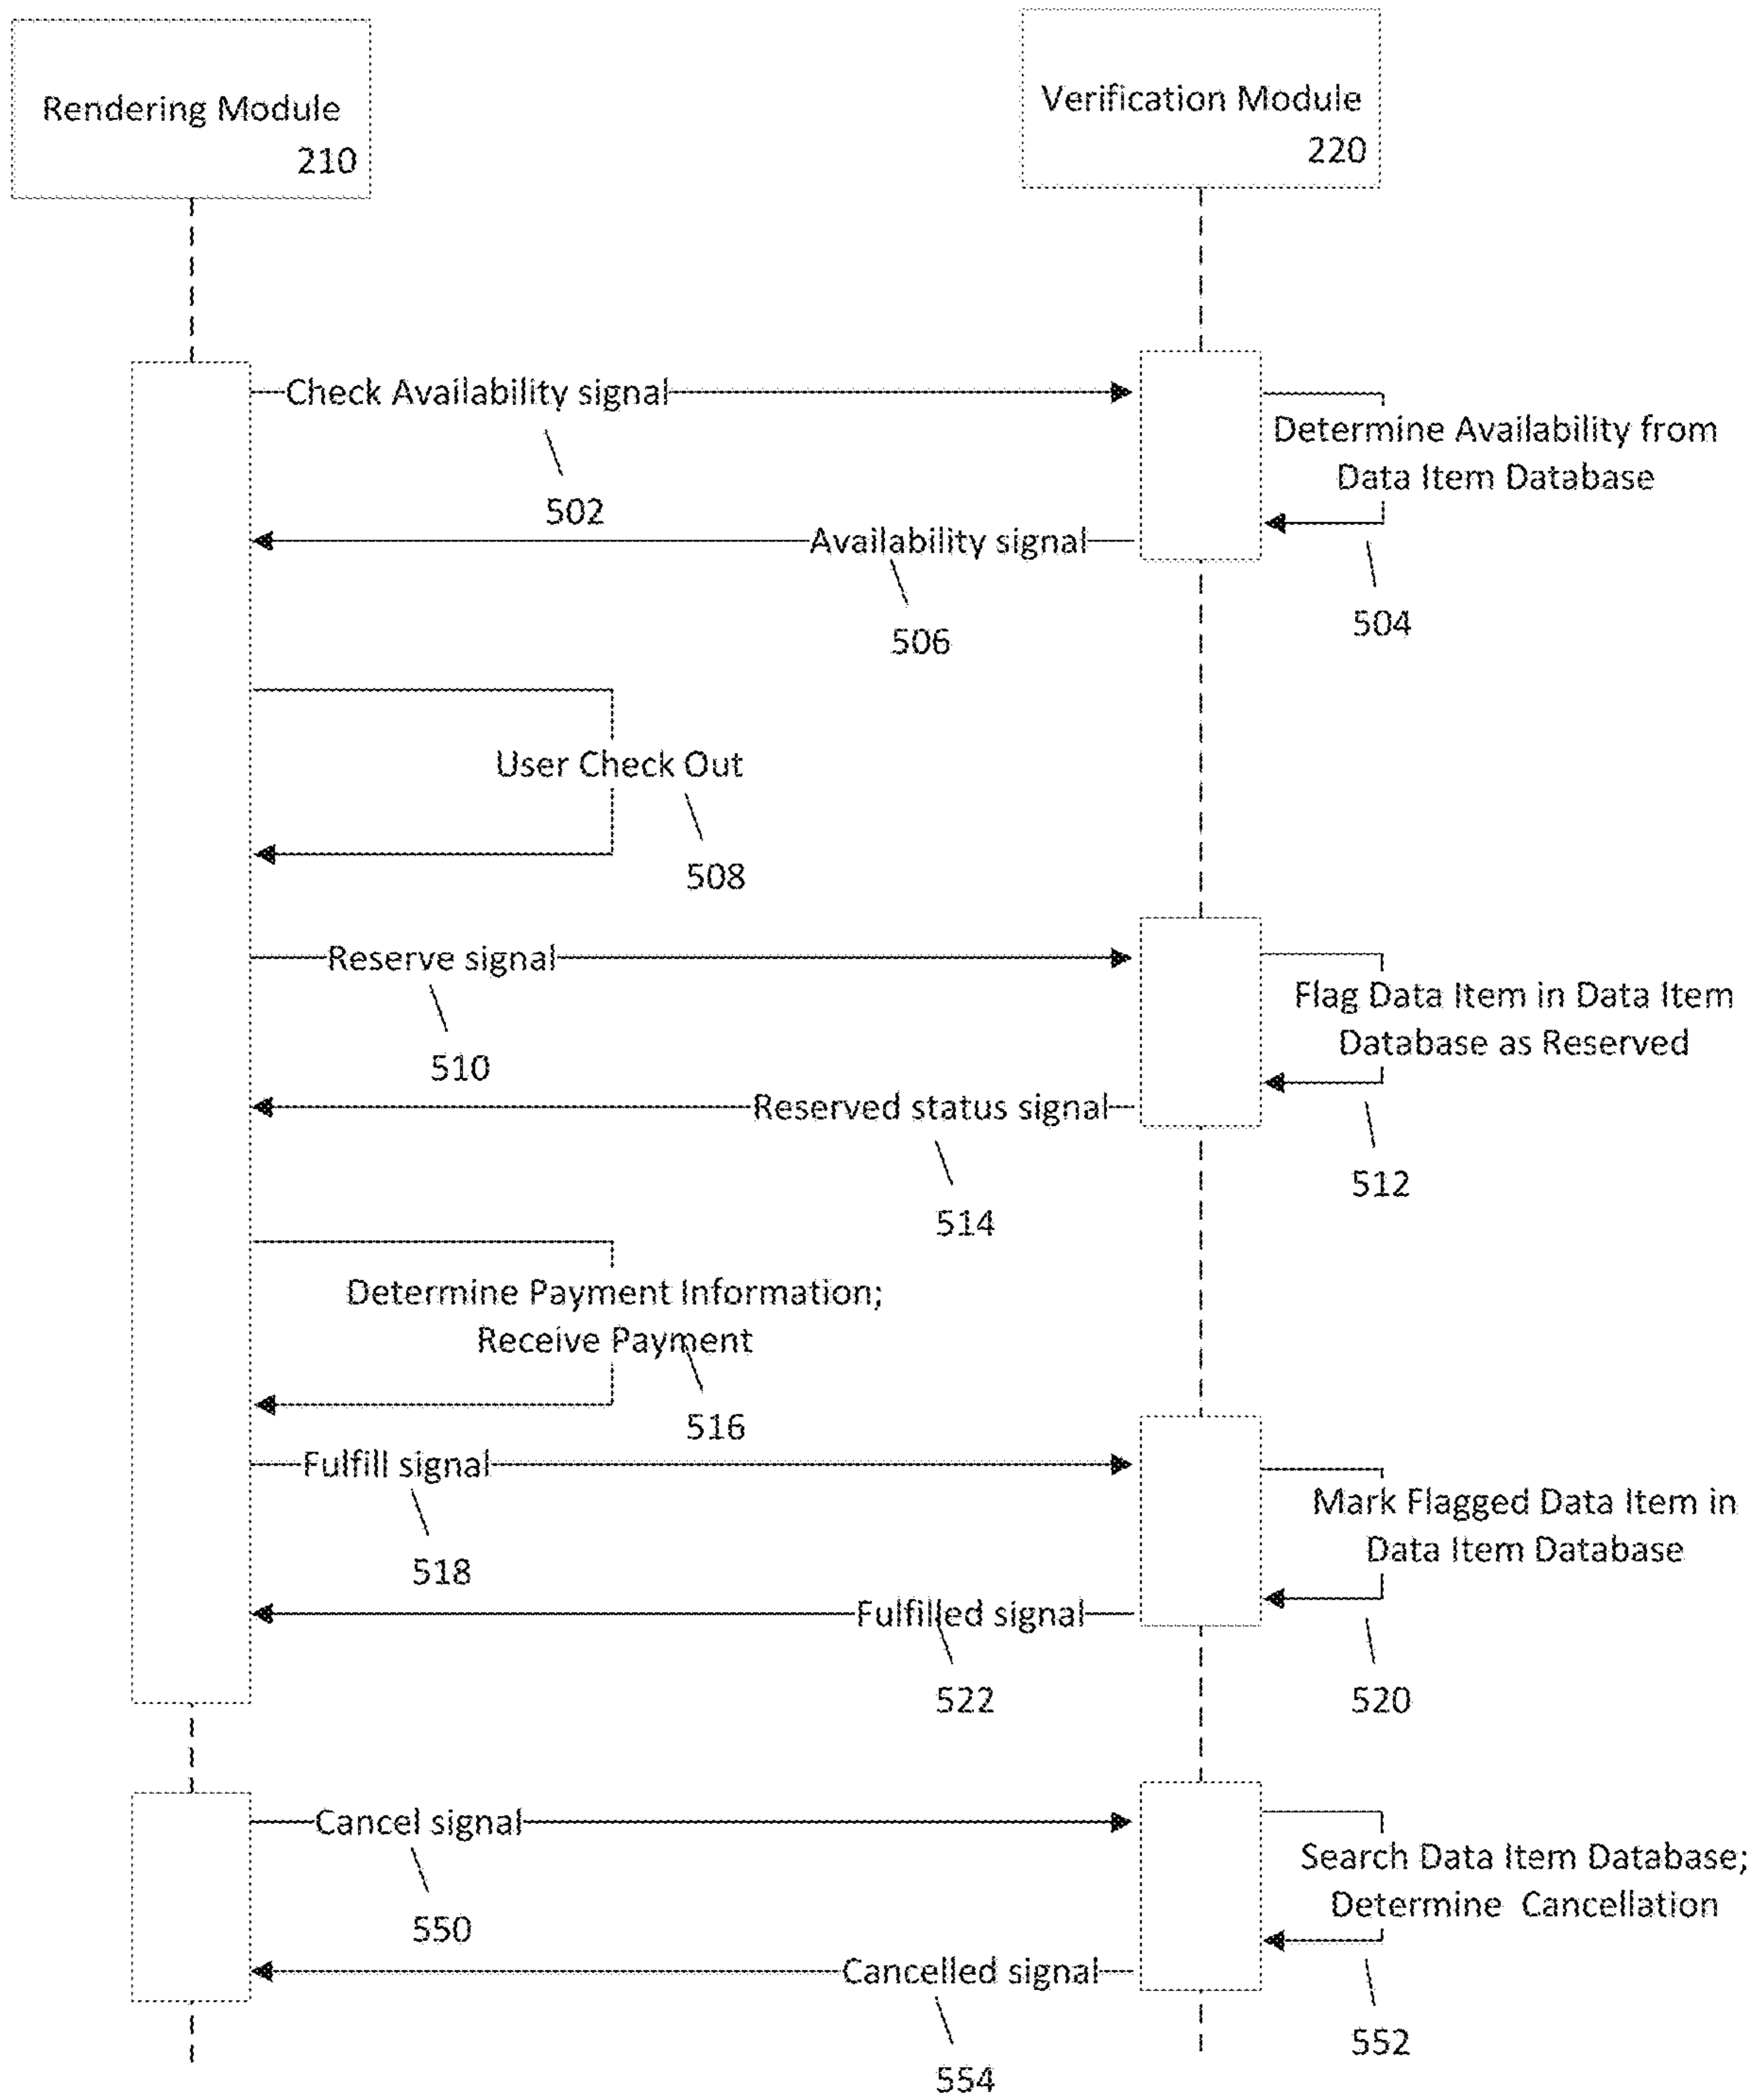 Rendering Module
210
Verification Module
220
Check Availability signal
502
Determine Availability from
Data Item Database
504
Availability signal
506
User Check Out
508
Reserve signal
510
Flag Data Item in Data Item
Database as Reserved
512
Reserved status signal
514
Determine Payment Information;
Receive Payment
516
Fulfill signal
518
Mark Flagged Data Item in
Data Item Database
520
Fulfilled signal
522
Cancel signal
550
Search Data Item Database;
Determine Cancellation
552
Cancelled signal
554